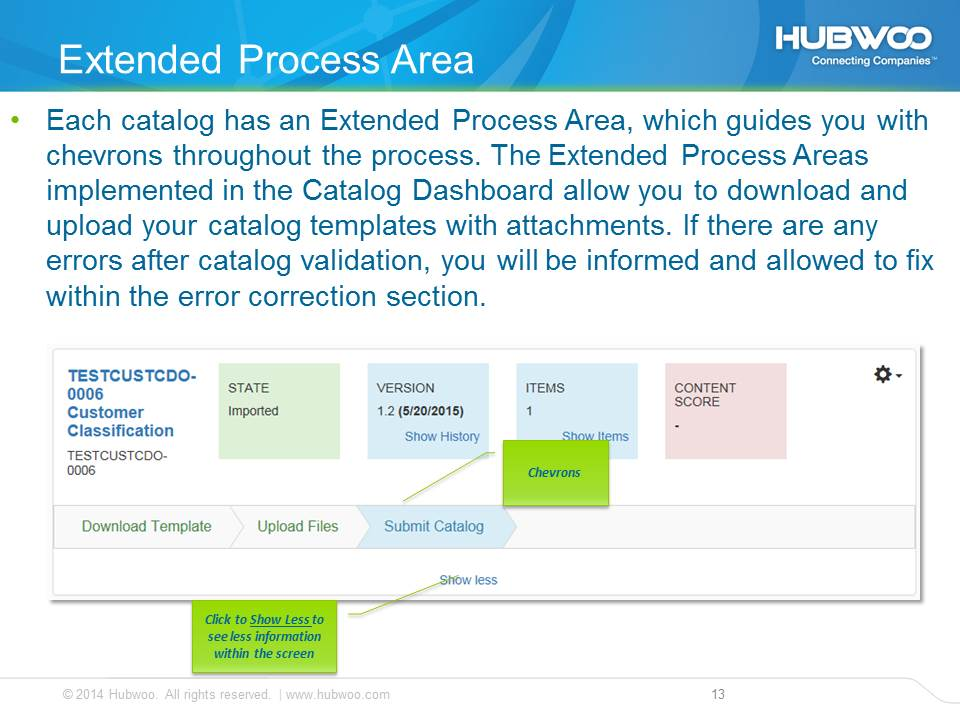 Extended Process Area
HUBWOO
Connecting Companies™
• Each catalog has an Extended Process Area, which guides you with
chevrons throughout the process. The Extended Process Areas
implemented in the Catalog Dashboard allow you to download and
upload your catalog templates with attachments. If there are any
errors after catalog validation, you will be informed and allowed to fix
within the error correction section.
TESTCUSTCDO-
0006
Customer
Classification
TESTCUSTCDO-
0006
STATE
Imported
VERSION
1.2 (5/20/2015)
Show History
ITEMS
1
Show Items
CONTENT
SCORE
-
Chevrons
Download Template
Upload Files
Submit Catalog
Show less
Click to Show Less to
see less information
within the screen
© 2014 Hubwoo. All rights reserved. | www.hubwoo.com
13